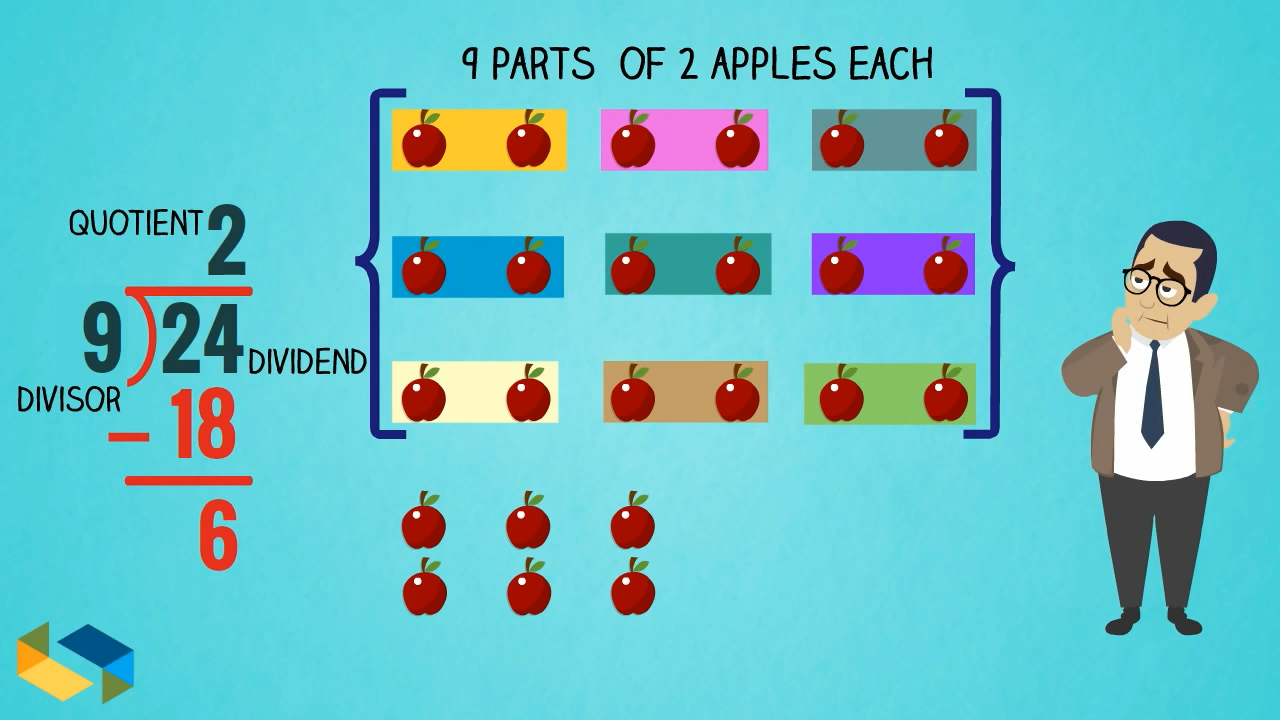 9 PARTS OF 2 APPLES EACH
QUOTIENT 2
9 24 DIVIDEND
DIVISOR
– 18
6